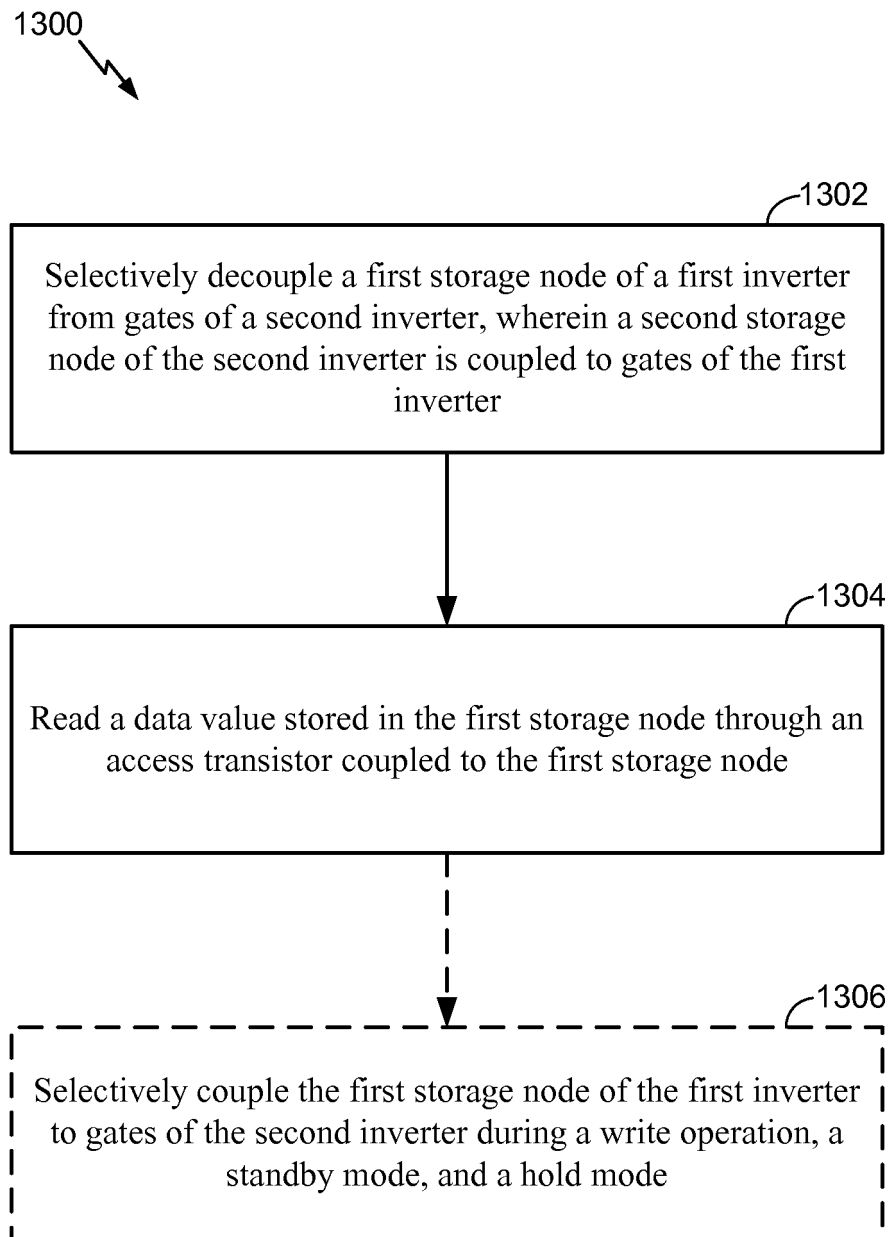 1300
1302
Selectively decouple a first storage node of a first inverter
from gates of a second inverter, wherein a second storage
node of the second inverter is coupled to gates of the first
inverter
1304
Read a data value stored in the first storage node through an
access transistor coupled to the first storage node
1306
Selectively couple the first storage node of the first inverter
to gates of the second inverter during a write operation, a
standby mode, and a hold mode